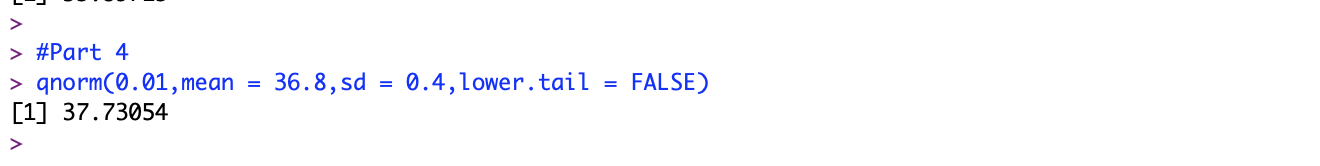 >
> #Part 4
> qnorm(0.01,mean = 36.8,sd = 0.4,lower.tail = FALSE)
[1] 37.73054
>